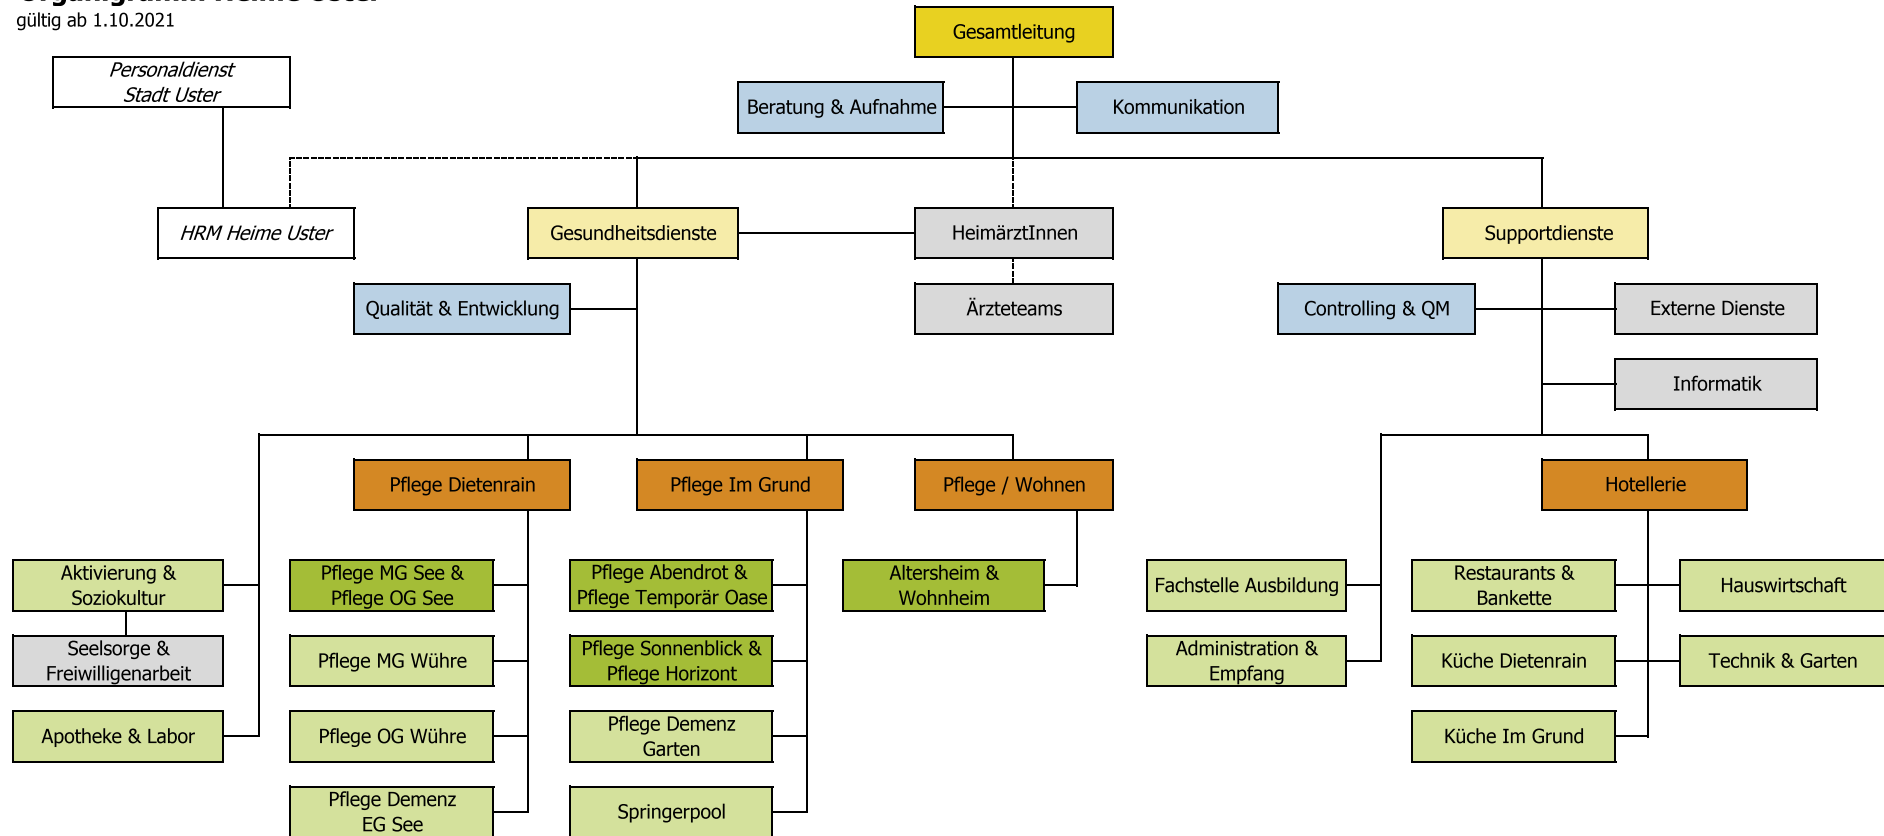 Organigramm Heime Uster
gültig ab 1.10.2021
Gesamtleitung
Personaldienst
Stadt Uster
Beratung & Aufnahme
Kommunikation
HRM Heime Uster
Gesundheitsdienste
HeimärztInnen
Supportdienste
Qualität & Entwicklung
Ärzteteams
Controlling & QM
Externe Dienste
Informatik
Pflege Dietenrain
Pflege Im Grund
Pflege / Wohnen
Hotellerie
Aktivierung &
Soziokultur
Pflege MG See &
Pflege OG See
Pflege Abendrot &
Pflege Temporär Oase
Altersheim &
Wohnheim
Fachstelle Ausbildung
Restaurants &
Bankette
Hauswirtschaft
Seelsorge &
Freiwilligenarbeit
Pflege MG Wühre
Pflege Sonnenblick &
Pflege Horizont
Administration &
Empfang
Küche Dietenrain
Technik & Garten
Apotheke & Labor
Pflege OG Wühre
Pflege Demenz
Garten
Küche Im Grund
Pflege Demenz
EG See
Springerpool